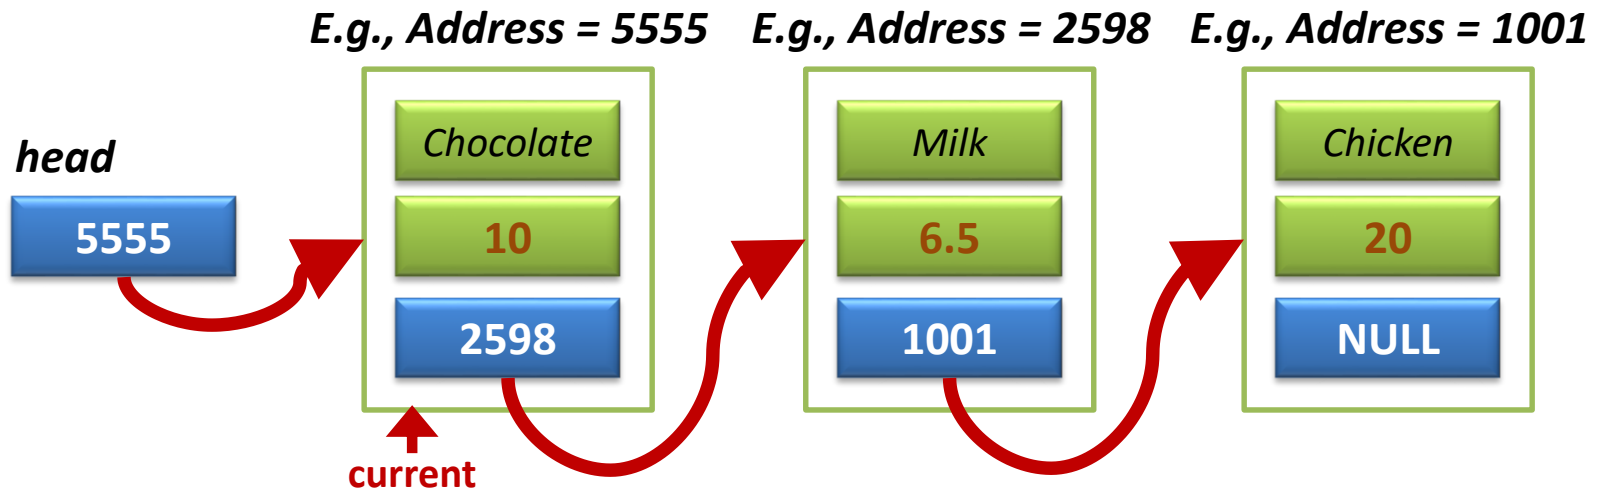 E.g., Address = 5555 E.g., Address = 2598 E.g., Address = 1001
head
5555
Chocolate
10
2598
current
Milk
6.5
1001
Chicken
20
NULL